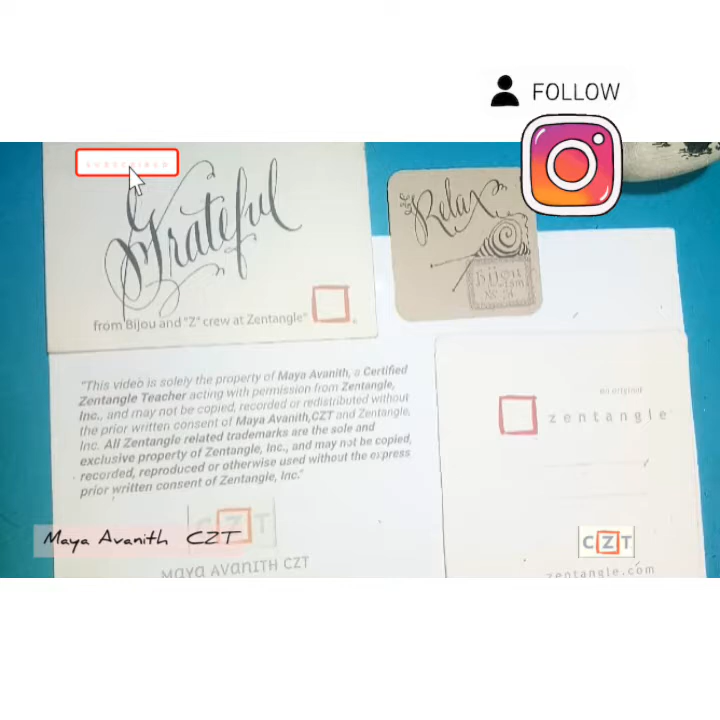 FOLLOW
SUBSCRIBED
Grateful
from Bijou and "Z" crew at Zentangle
Relax
Bijou
"This video is solely the property of Maya Avanith, a Certified
Zentangle Teacher acting with permission from Zentangle,
Inc., and may not be copied, recorded or redistributed without
the prior written consent of Maya Avanith,CZT and Zentangle,
Inc. All Zentangle related trademarks are the sole and
exclusive property of Zentangle, Inc., and may not be copied,
recorded, reproduced or otherwise used without the express
prior written consent of Zentangle, Inc."
CZT
Maya Avanith CZT
Maya Avanith CZT
an original
zentangle
CZT
zentangle.com